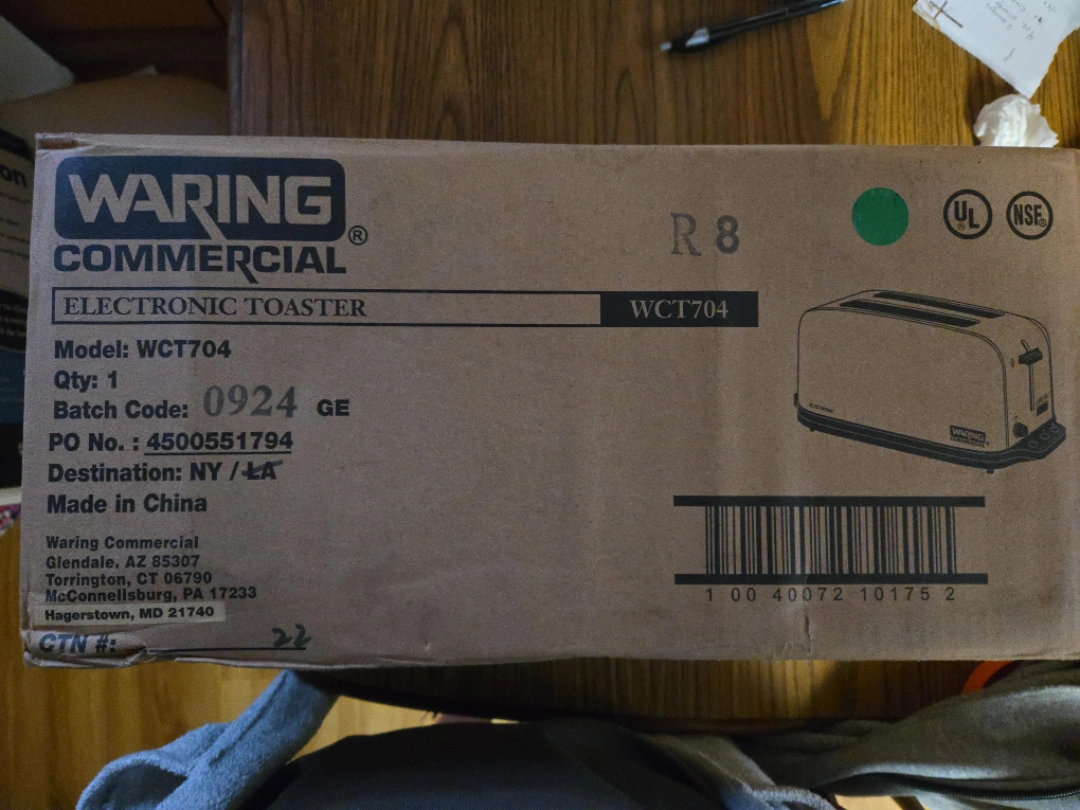 WARING®
COMMERCIAL
R 8
UL®
NSF®
ELECTRONIC TOASTER WCT704
Model: WCT704
Qty: 1
Batch Code: 0924 GE
PO No. : 4500551794
Destination: NY / LA
Made in China
Waring Commercial
Glendale, AZ 85307
Torrington, CT 06790
McConnellsburg, PA 17233
Hagerstown, MD 21740
CTN #: 22
WARING
1 00 40072 10175 2
on